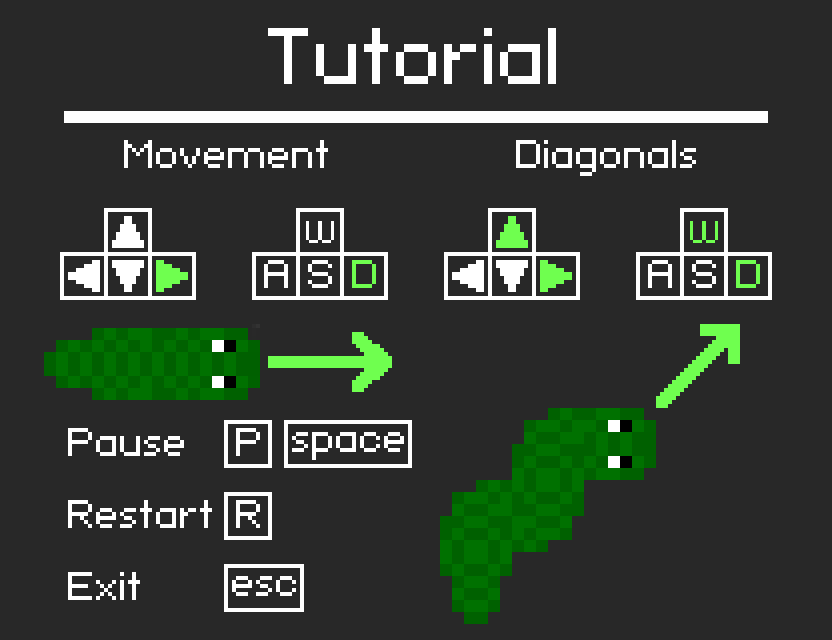 Tutorial
Movement
Diagonals
W
A S D
W
A S D
Pause P space
Restart R
Exit esc